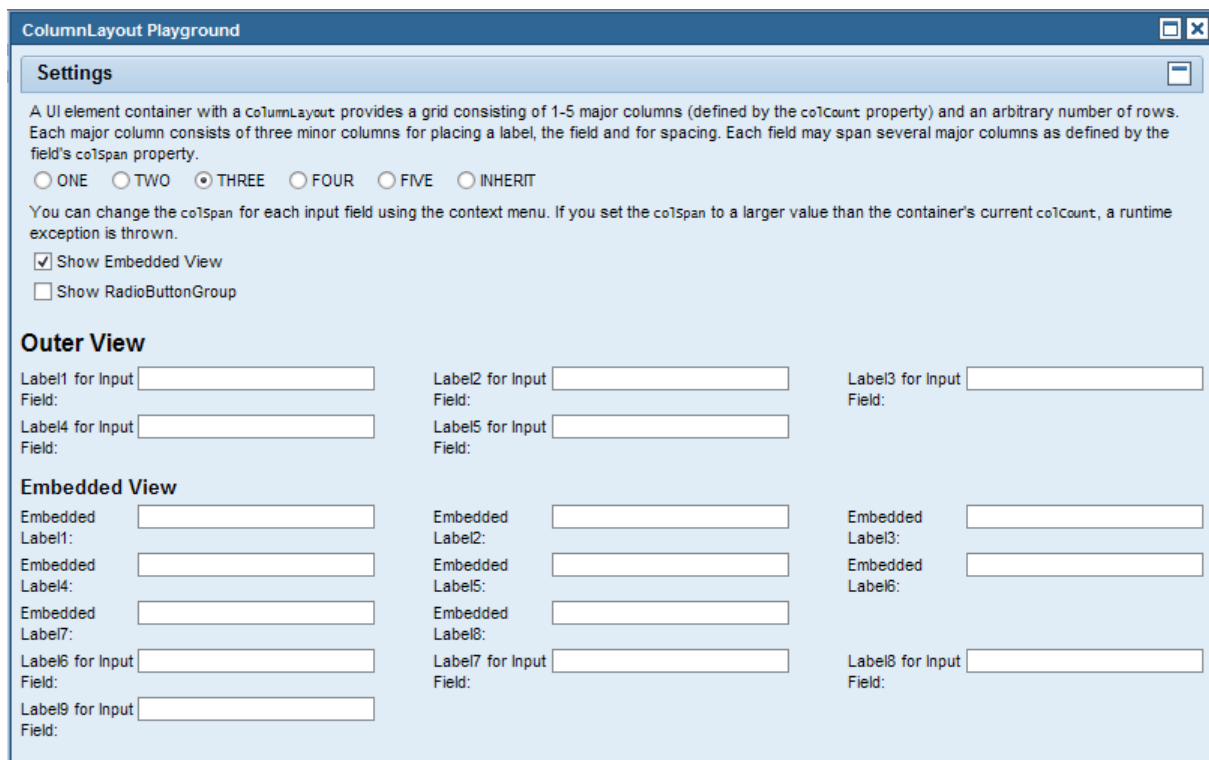 ColumnLayout Playground
Settings
A UI element container with a ColumnLayout provides a grid consisting of 1-5 major columns (defined by the colCount property) and an arbitrary number of rows.
Each major column consists of three minor columns for placing a label, the field and for spacing. Each field may span several major columns as defined by the
field's colSpan property.
ONE TWO THREE FOUR FIVE INHERIT
You can change the colSpan for each input field using the context menu. If you set the colSpan to a larger value than the container's current colCount, a runtime
exception is thrown.
Show Embedded View
Show RadioButtonGroup
Outer View
Label1 for Input
Field:
Label2 for Input
Field:
Label3 for Input
Field:
Label4 for Input
Field:
Label5 for Input
Field:
Embedded View
Embedded
Label1:
Embedded
Label2:
Embedded
Label3:
Embedded
Label4:
Embedded
Label5:
Embedded
Label6:
Embedded
Label7:
Embedded
Label8:
Label6 for Input
Field:
Label7 for Input
Field:
Label8 for Input
Field:
Label9 for Input
Field: